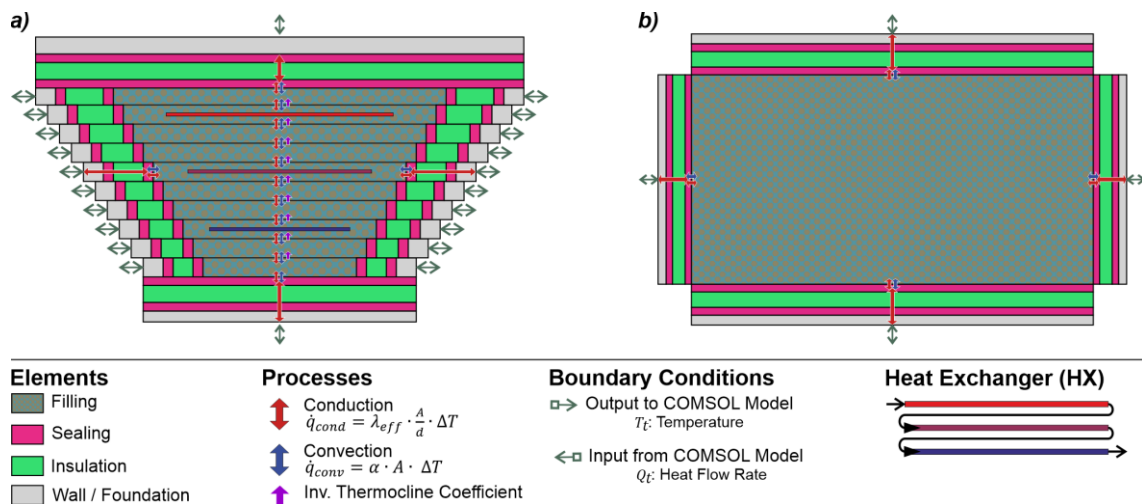 a)
b)
Elements
Filling
Sealing
Insulation
Wall / Foundation
Processes
Conduction
q̇cond = λeff · A/d · ΔT
Convection
q̇conv = α · A · ΔT
Inv. Thermocline Coefficient
Boundary Conditions
Output to COMSOL Model
Tt: Temperature
Input from COMSOL Model
Qt: Heat Flow Rate
Heat Exchanger (HX)